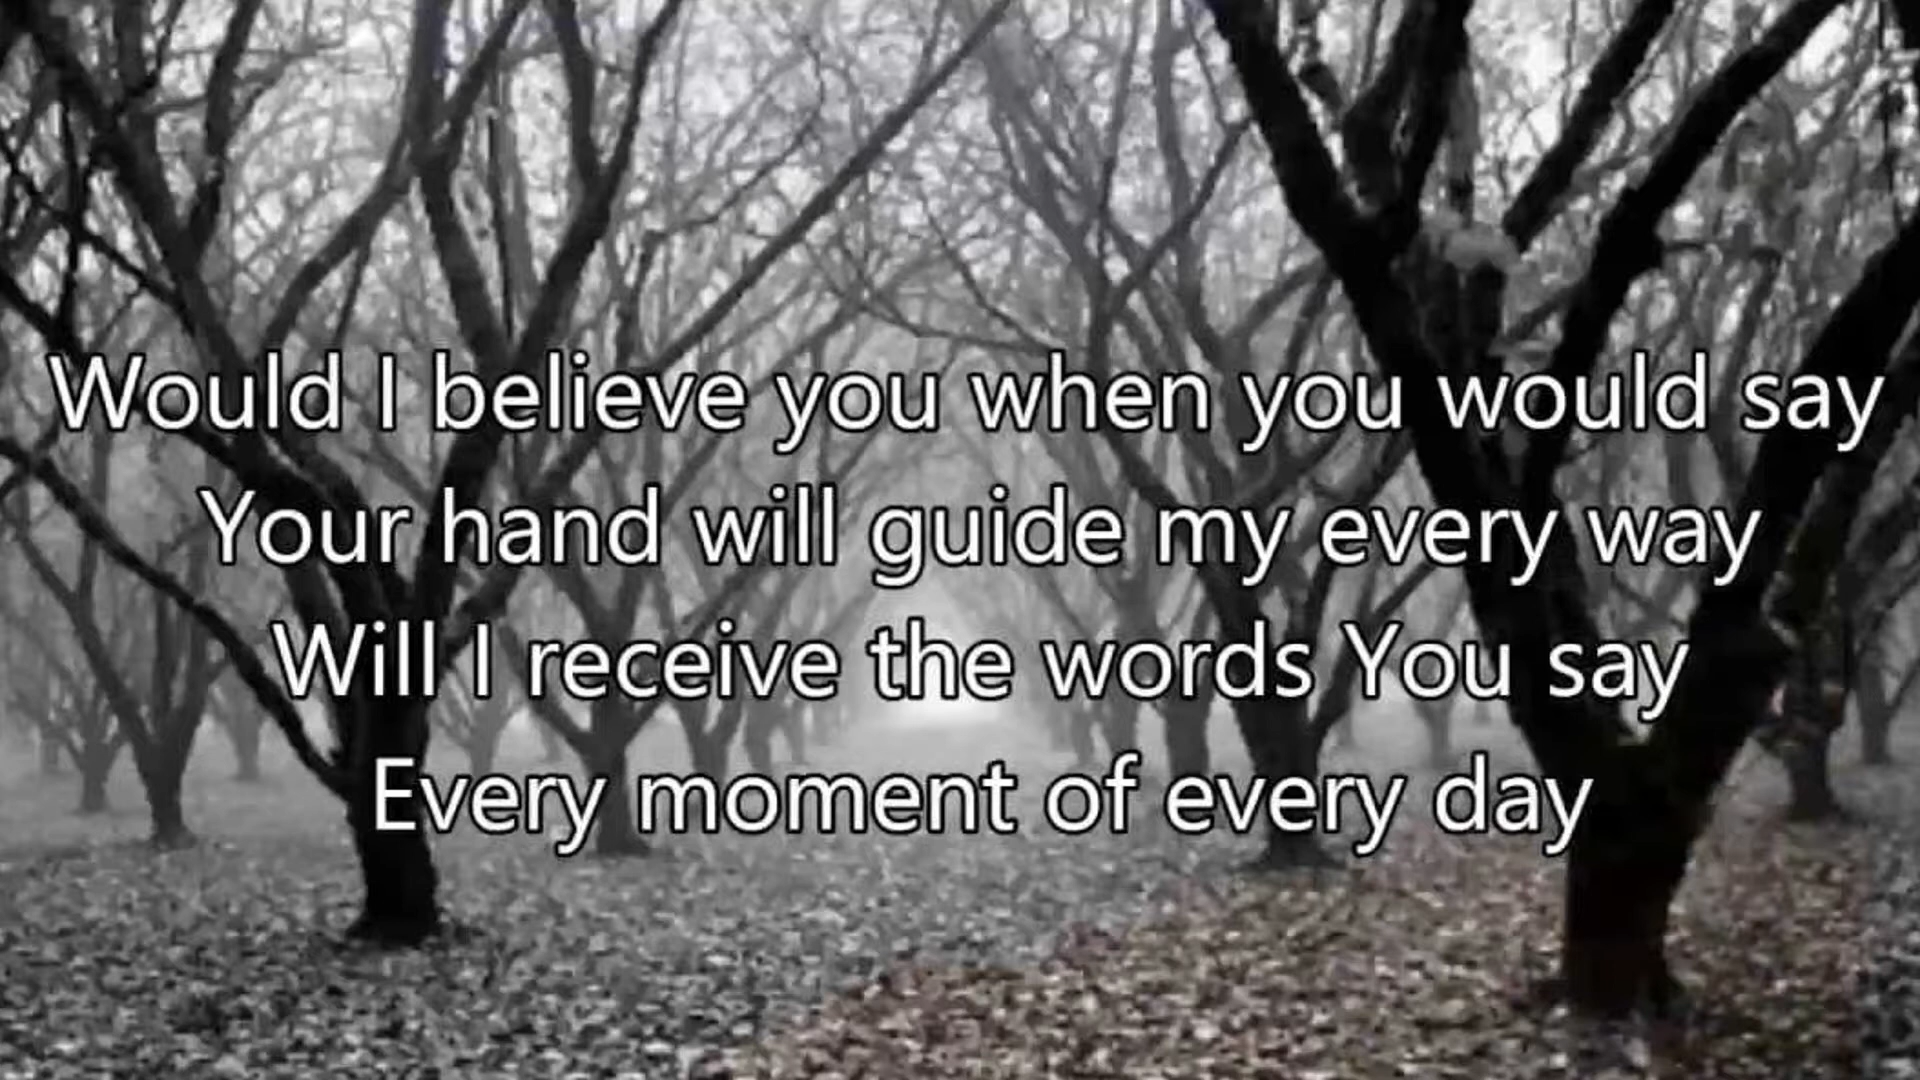 Would I believe you when you would say
Your hand will guide my every way
Will I receive the words You say
Every moment of every day